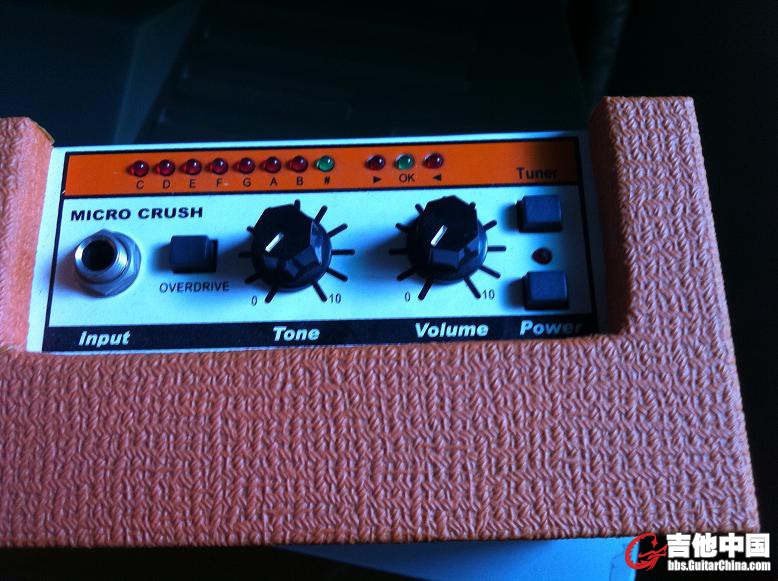 C D E F G A B # ► OK ◄
Tuner
MICRO CRUSH
OVERDRIVE
0 10
0 10
Input Tone Volume Power
吉他中国
bbs.GuitarChina.com